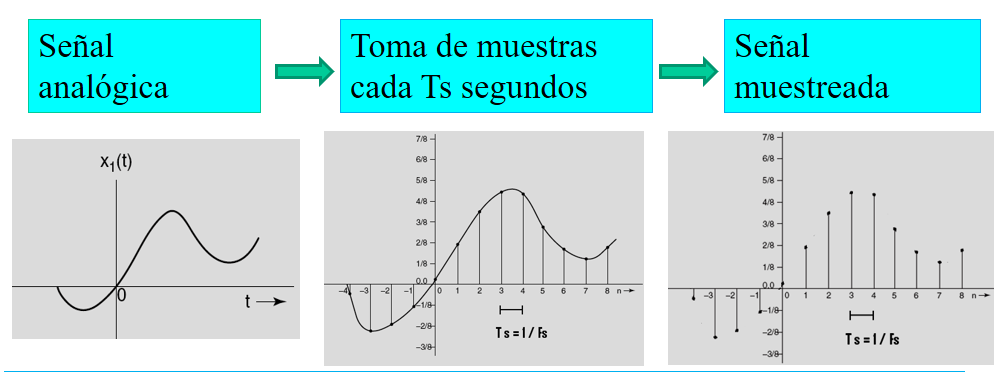 Señal
analógica
Toma de muestras
cada Ts segundos
Señal
muestreada
x1(t)
0
t
7/8
6/8
5/8
4/8
3/8
2/8
1/8
0.0
–4 –3 –2 –1 0 1 2 3 4 5 6 7 8 n
–1/8
–2/8
–3/8
Ts = 1 / Fs
7/8
6/8
5/8
4/8
3/8
2/8
1/8
0.0
–3 –2 –1 0 1 2 3 4 5 6 7 8 n
–1/8
–2/8
–3/8
Ts = 1 / Fs